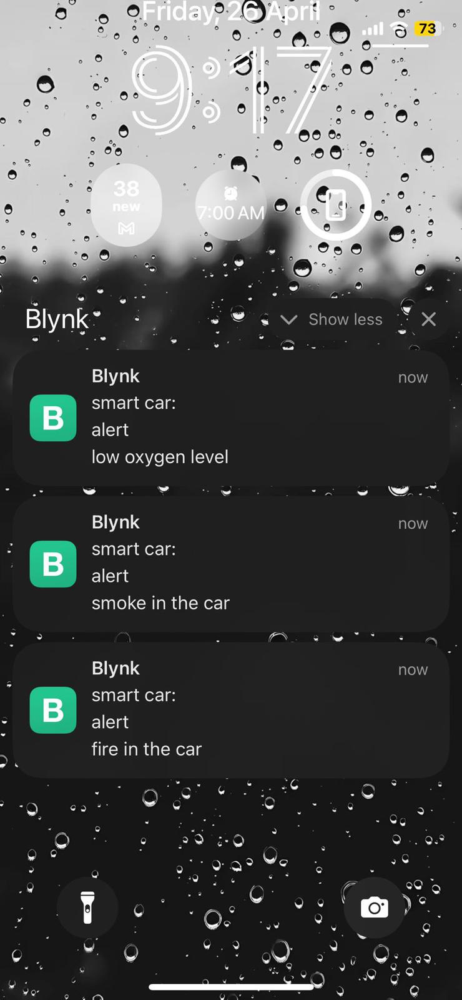 Friday, 26 April
73
9:17
38
new
7:00 AM
Blynk
Show less
Blynk
now
smart car:
alert
low oxygen level
B
Blynk
now
smart car:
alert
smoke in the car
B
Blynk
now
smart car:
alert
fire in the car
B